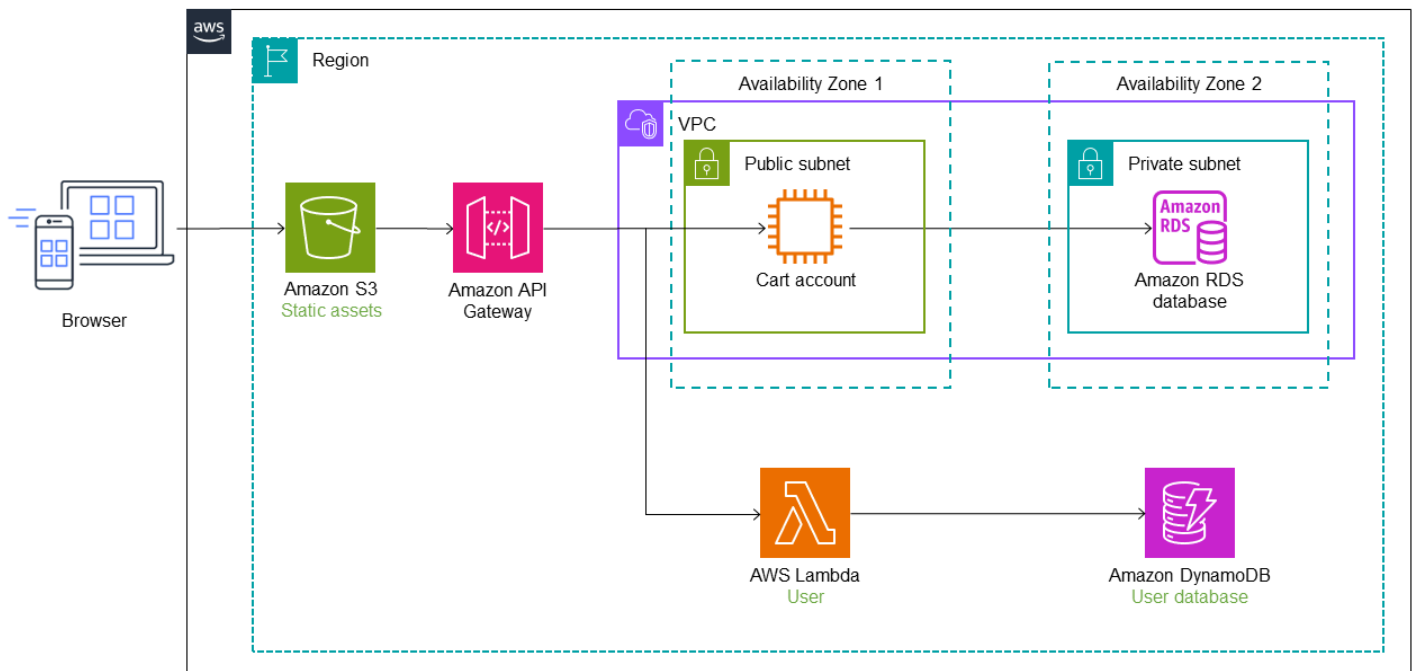 aws
Region
Availability Zone 1
Availability Zone 2
VPC
Public subnet
Private subnet
Amazon
RDS
Cart account
Amazon RDS
database
Amazon S3
Static assets
Amazon API
Gateway
</>
Browser
AWS Lambda
User
Amazon DynamoDB
User database